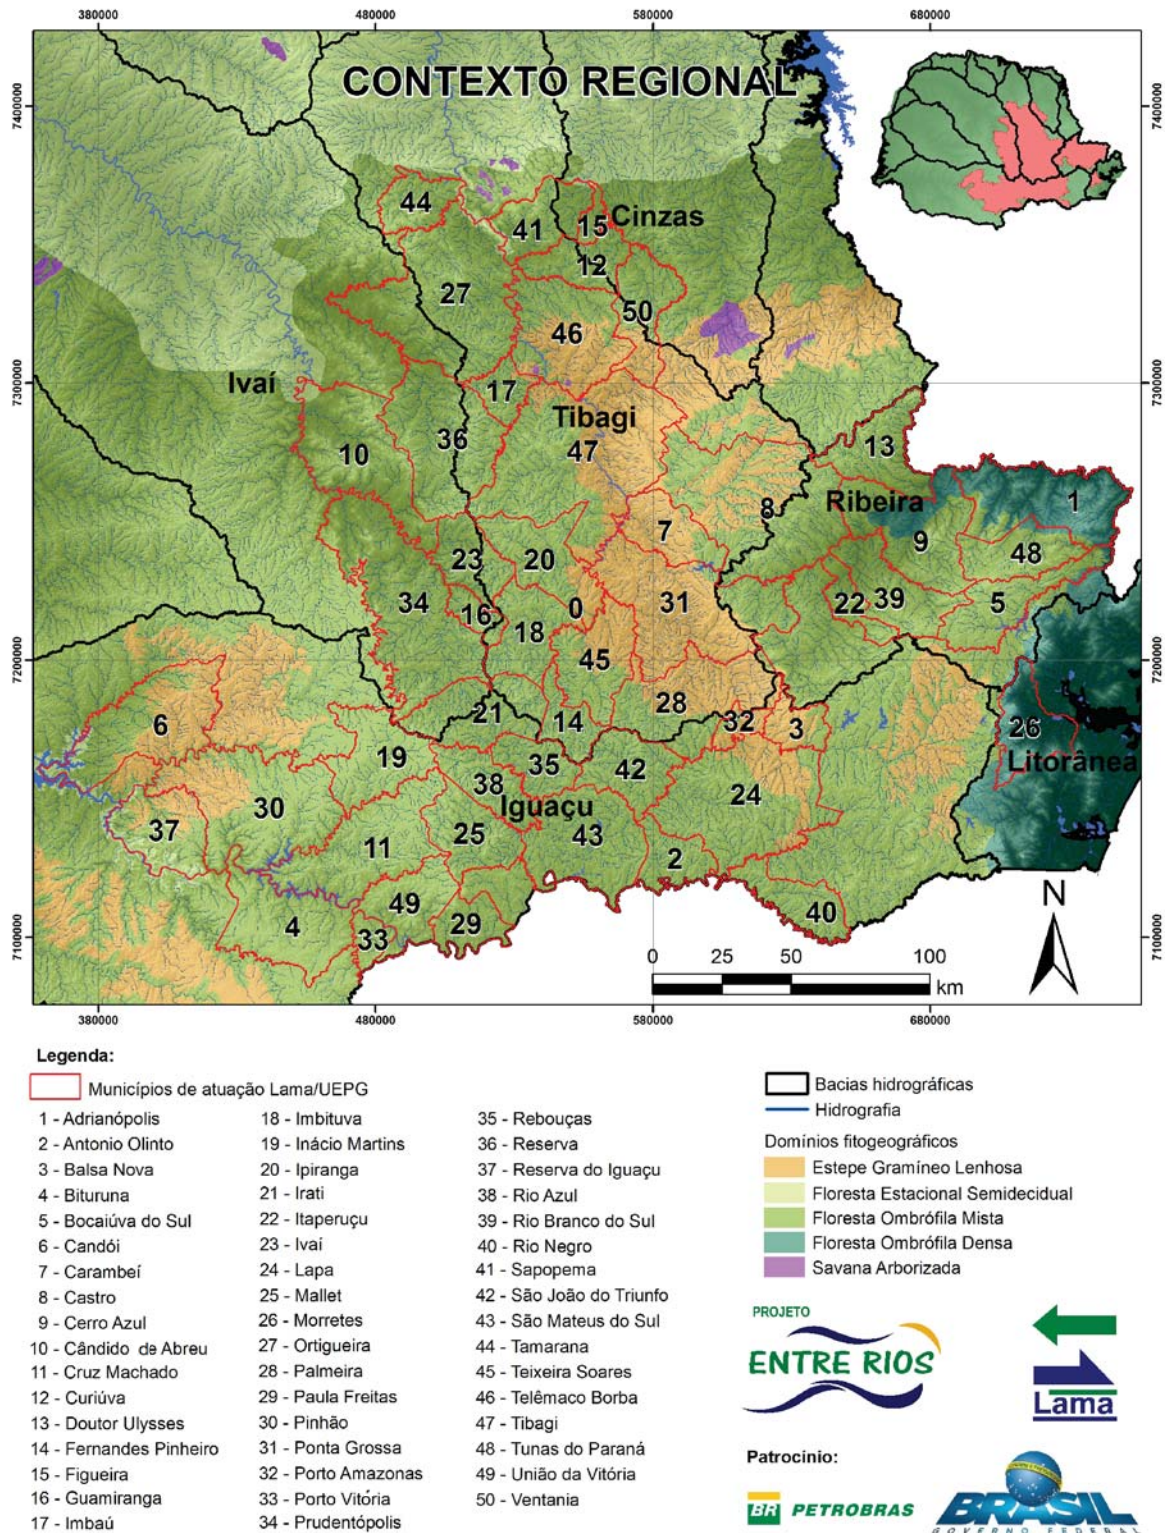 380000 480000 580000 680000
CONTEXTO REGIONAL
7400000
7400000
44
41
15
Cinzas
12
27
50
46
7300000
Ivaí
17
7300000
Tibagi
36
47
10
13
8
Ribeira
1
7
9
23
20
48
34
16
0
31
22
39
5
18
7200000
45
7200000
6
21
14
28
32
3
26
19
35
42
Litorânea
38
24
30
Iguaçu
37
25
43
11
2
49
N
4
33
29
40
7100000
7100000
0 25 50 100
km
380000 480000 580000 680000
Legenda:
Municípios de atuação Lama/UEPG
1 - Adrianópolis
2 - Antonio Olinto
3 - Balsa Nova
4 - Bituruna
5 - Bocaiúva do Sul
6 - Candói
7 - Carambeí
8 - Castro
9 - Cerro Azul
10 - Cândido de Abreu
11 - Cruz Machado
12 - Curiúva
13 - Doutor Ulysses
14 - Fernandes Pinheiro
15 - Figueira
16 - Guamiranga
17 - Imbaú
18 - Imbituva
19 - Inácio Martins
20 - Ipiranga
21 - Irati
22 - Itaperuçu
23 - Ivaí
24 - Lapa
25 - Mallet
26 - Morretes
27 - Ortigueira
28 - Palmeira
29 - Paula Freitas
30 - Pinhão
31 - Ponta Grossa
32 - Porto Amazonas
33 - Porto Vitória
34 - Prudentópolis
35 - Rebouças
36 - Reserva
37 - Reserva do Iguaçu
38 - Rio Azul
39 - Rio Branco do Sul
40 - Rio Negro
41 - Sapopema
42 - São João do Triunfo
43 - São Mateus do Sul
44 - Tamarana
45 - Teixeira Soares
46 - Telêmaco Borba
47 - Tibagi
48 - Tunas do Paraná
49 - União da Vitória
50 - Ventania
Bacias hidrográficas
Hidrografia
Domínios fitogeográficos
Estepe Gramíneo Lenhosa
Floresta Estacional Semidecidual
Floresta Ombrófila Mista
Floresta Ombrófila Densa
Savana Arborizada
PROJETO
ENTRE RIOS
Lama
Patrocínio:
BR PETROBRAS
BRASIL
GOVERNO FEDERAL